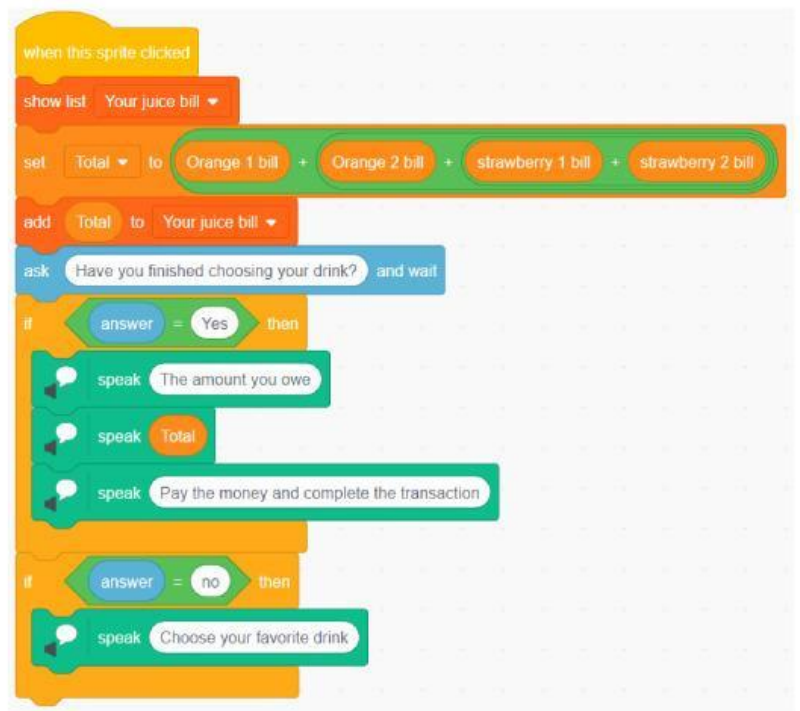 when this sprite clicked
show list Your juice bill
set Total to Orange 1 bill + Orange 2 bill + strawberry 1 bill + strawberry 2 bill
add Total to Your juice bill
ask Have you finished choosing your drink? and wait
if answer = Yes then
speak The amount you owe
speak Total
speak Pay the money and complete the transaction
if answer = no then
speak Choose your favorite drink